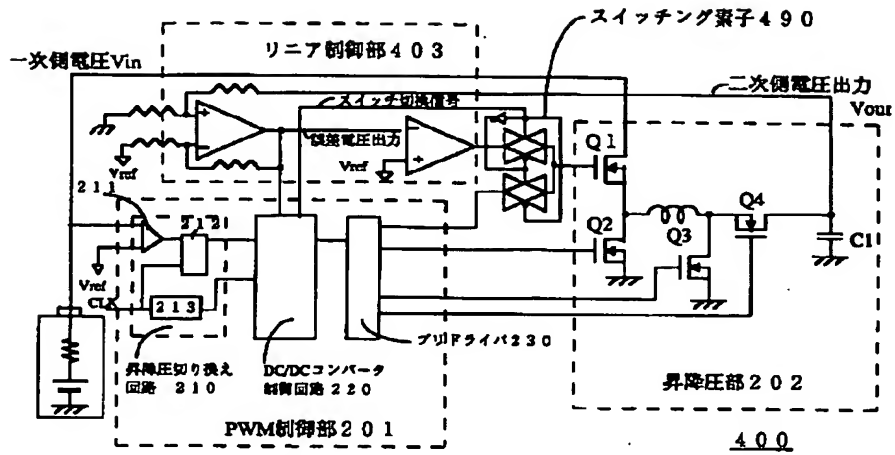 スイッチング素子490
リニア制御部403
一次側電圧Vin
二次側電圧出力
スイッチ切換信号
Vout
誤差電圧出力
Q1
Vref
Vref
211
212
Q2
Q3
Q4
C1
Vref
CLK
213
プリドライバ230
昇降圧切り換え
回路 210
DC/DCコンバータ
制御回路 220
昇降圧部202
PWM制御部201
400